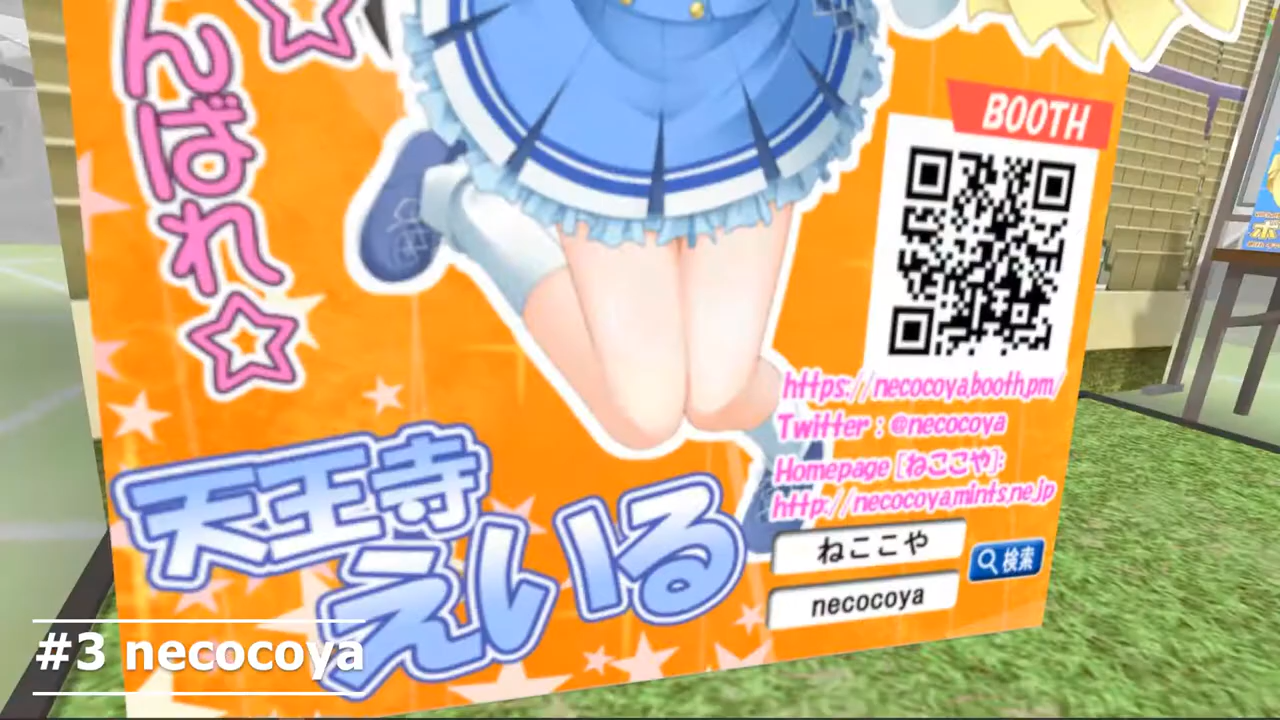 んばれ☆
BOOTH
https://necocoya.booth.pm/
Twitter : @necocoya
Homepage [ねここや]:
http://necocoya.mints.ne.jp
ねここや
necocoya
検索
天王寺
えいる
#3 necocoya